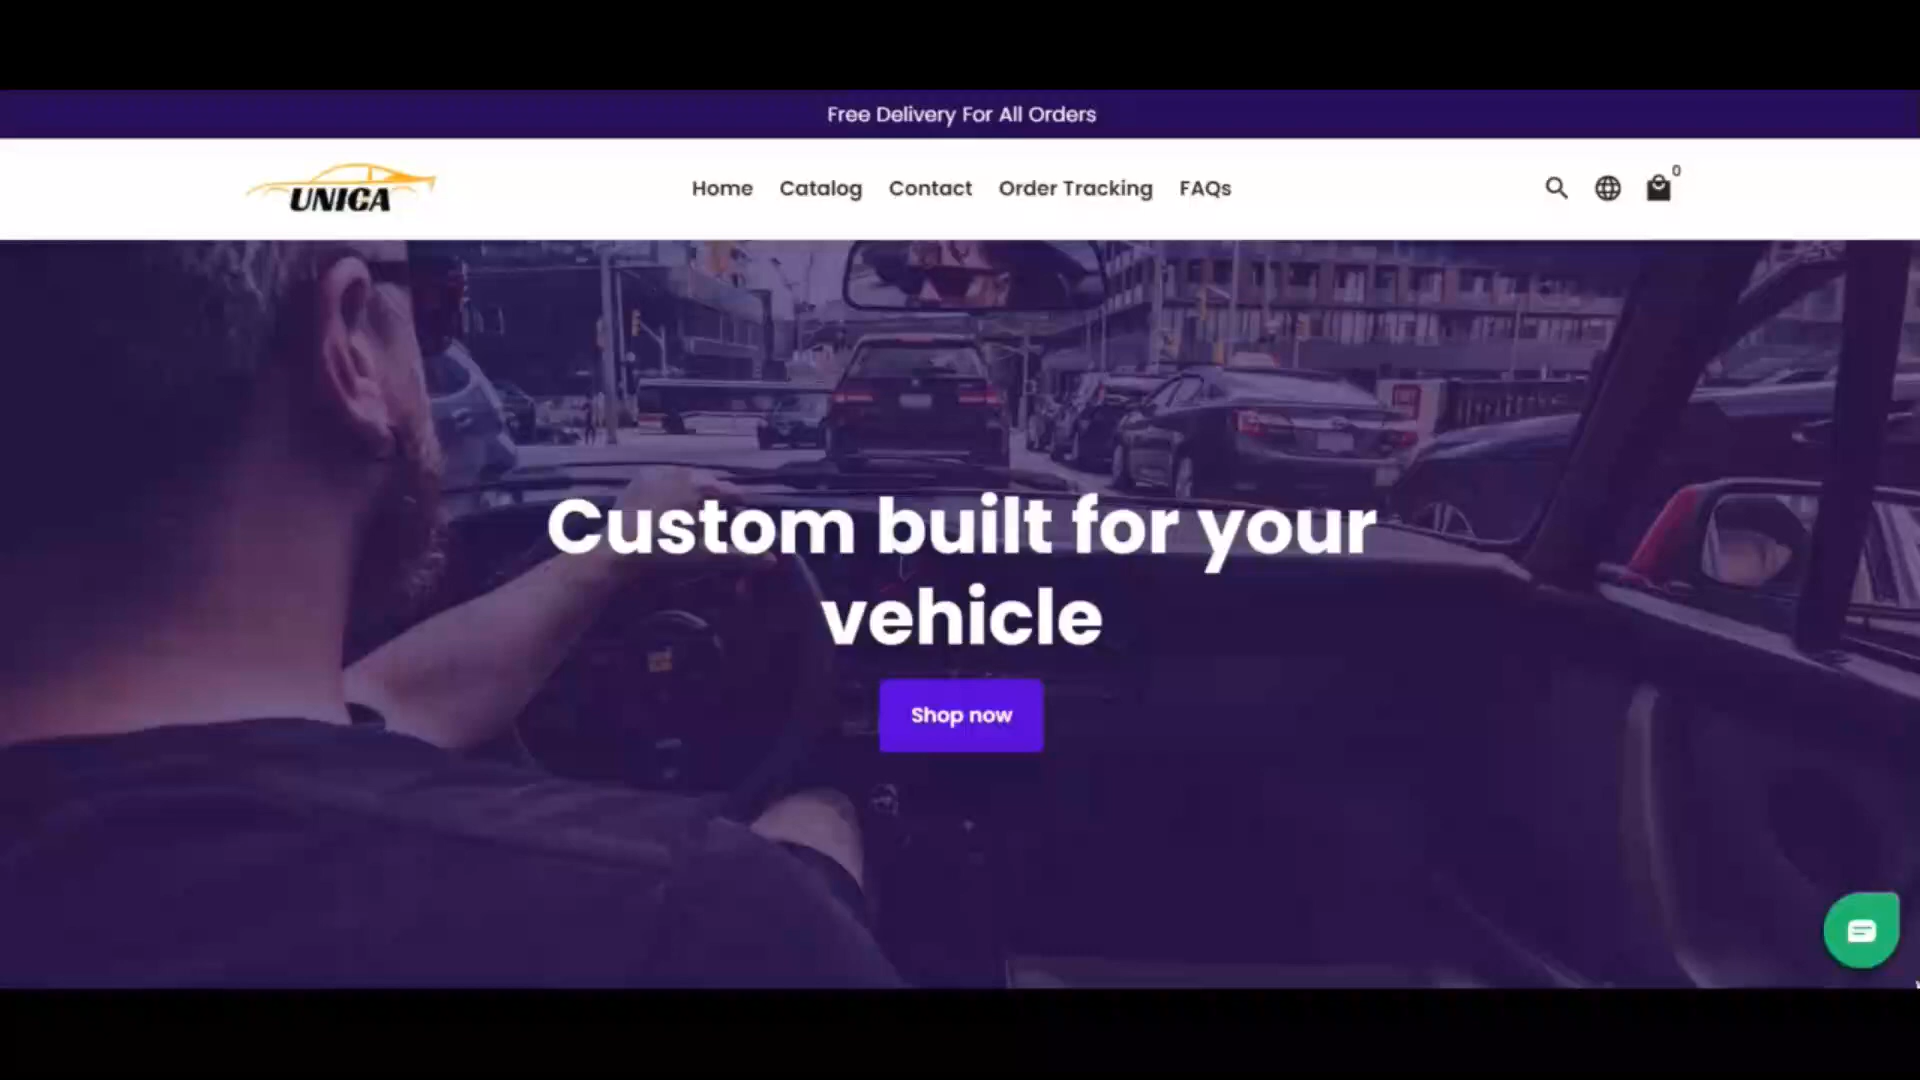 Free Delivery For All Orders
UNICA
Home Catalog Contact Order Tracking FAQs
0
Custom built for your
vehicle
Shop now